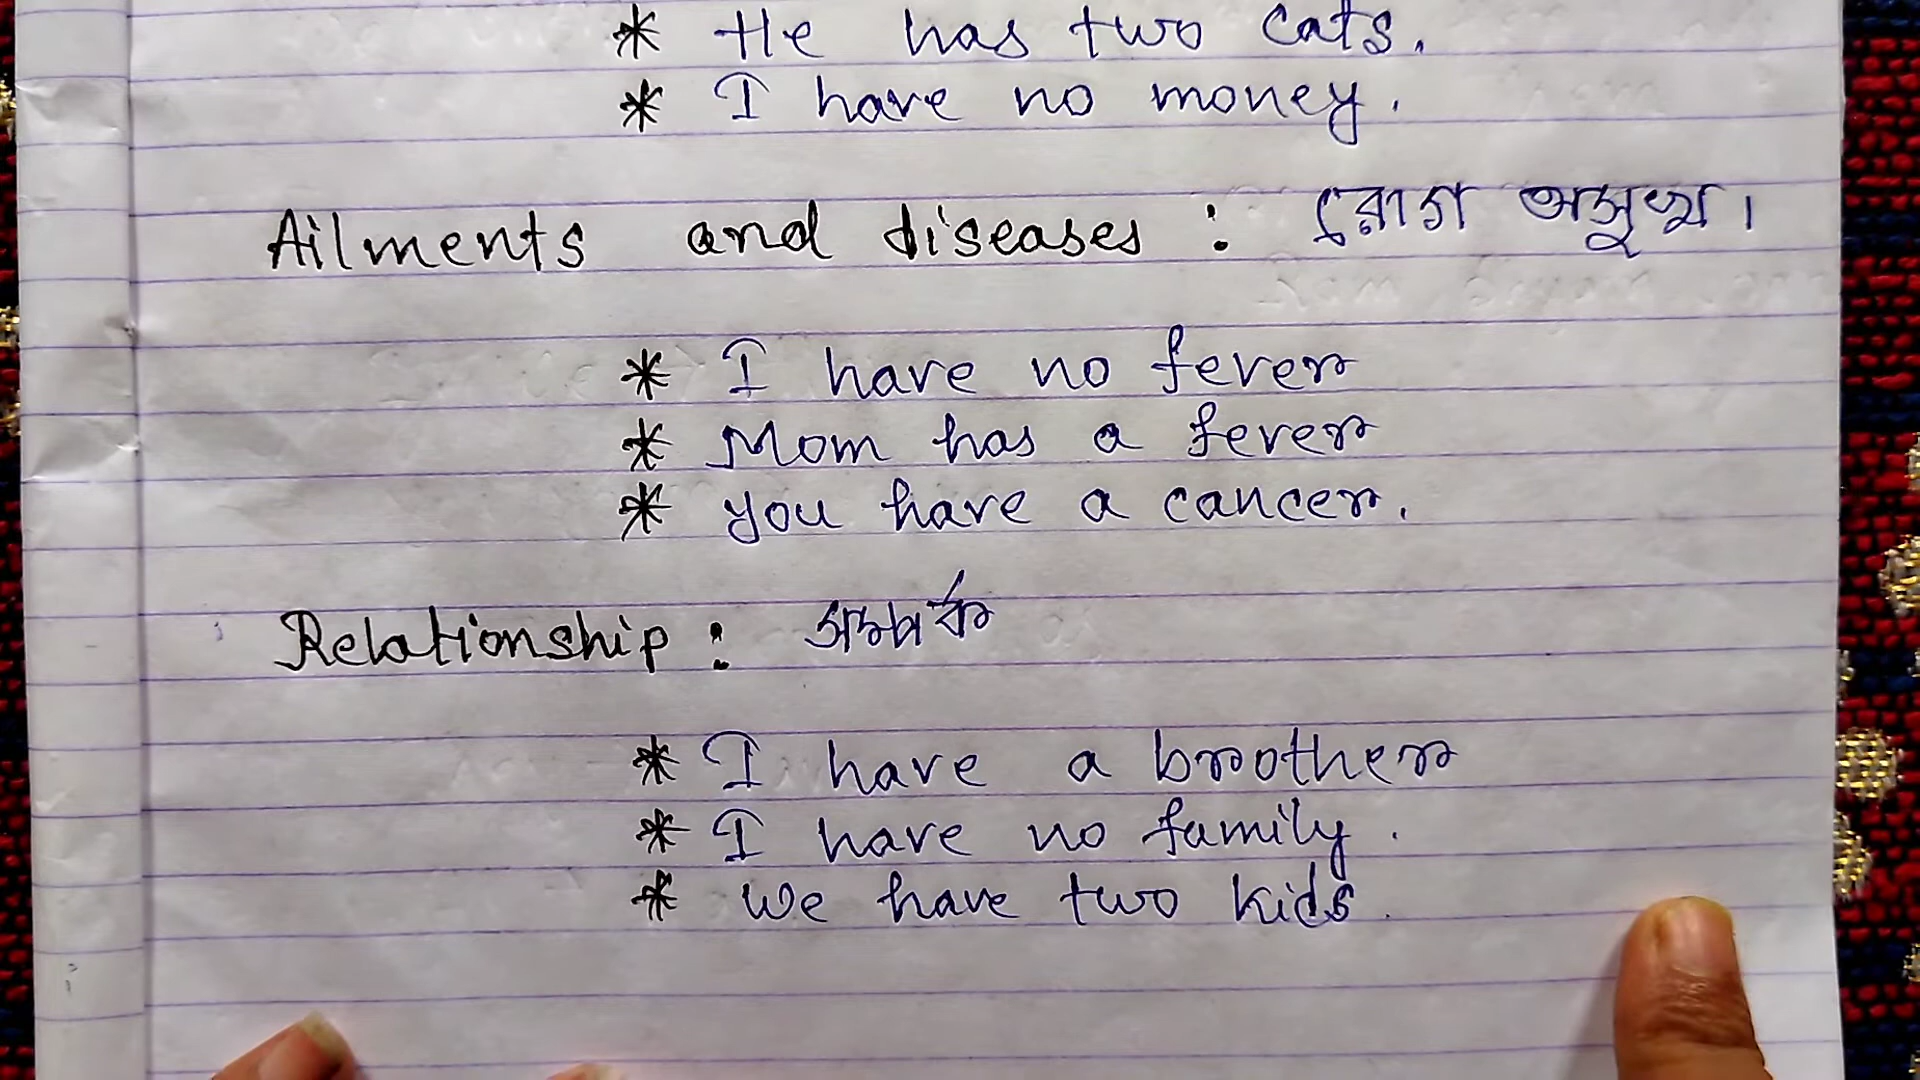 * He has two cats.
* I have no money.
Ailments and diseases : রোগ অসুখ।
* I have no fever
* Mom has a fever
* You have a cancer.
Relationship : সম্পর্ক
* I have a brother
* I have no family.
* We have two kids.